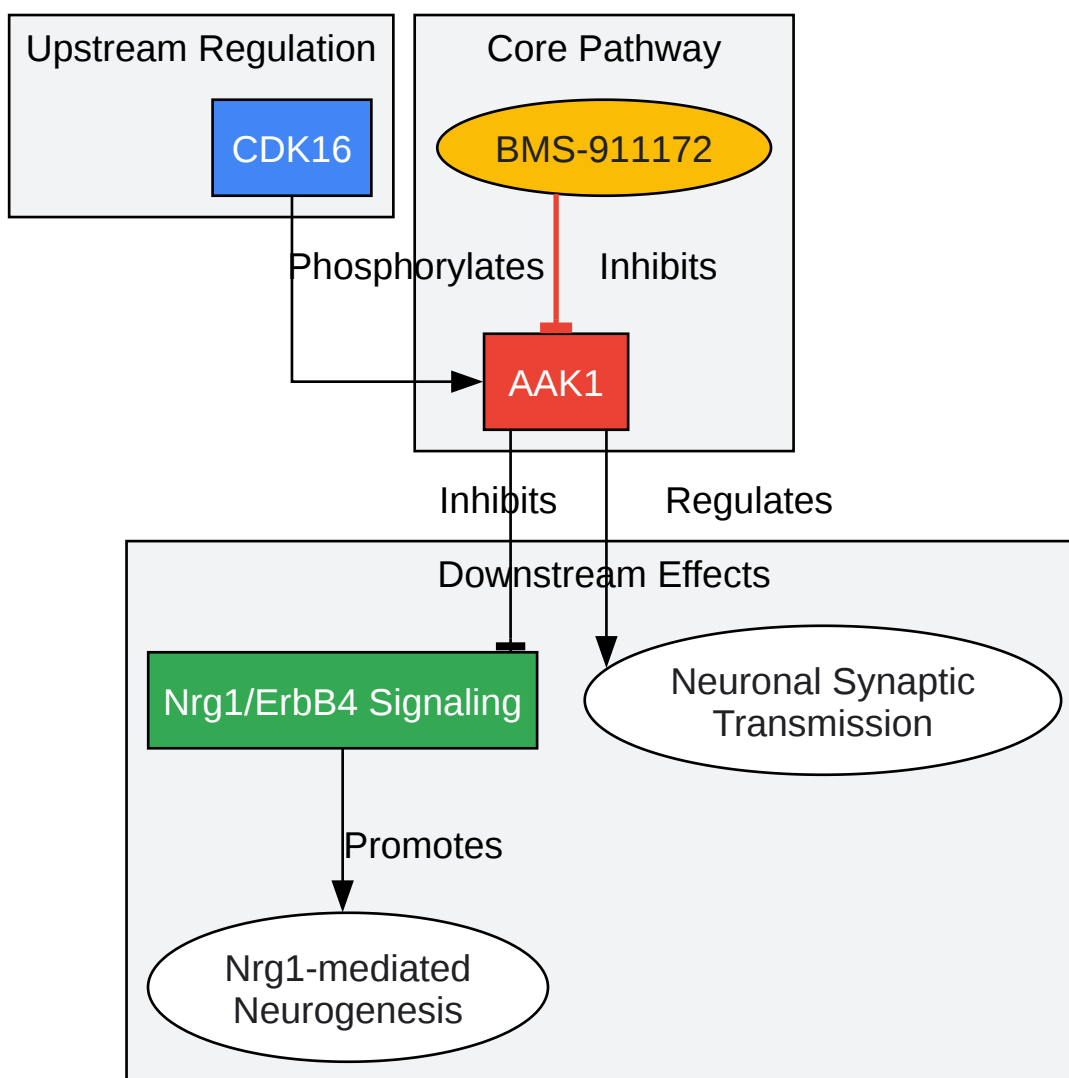 Upstream Regulation
Core Pathway
CDK16
BMS-911172
Phosphorylates
Inhibits
AAK1
Inhibits
Regulates
Downstream Effects
Nrg1/ErbB4 Signaling
Neuronal Synaptic
Transmission
Promotes
Nrg1-mediated
Neurogenesis